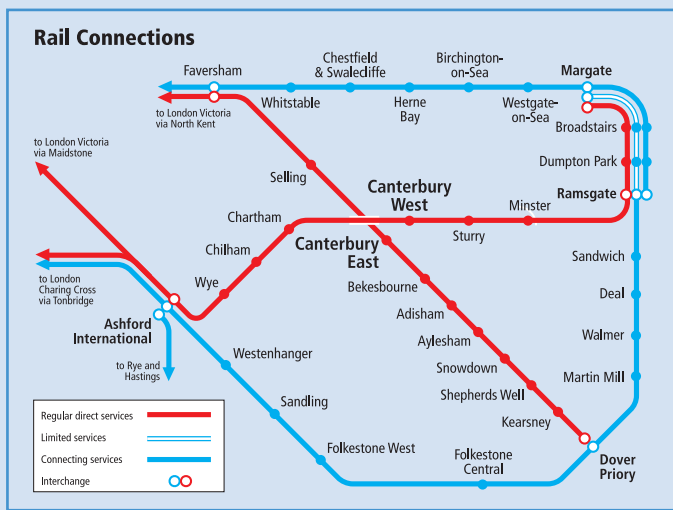 Rail Connections
Faversham
Chestfield
& Swalecliffe
Birchington-
on-Sea
Margate
Whitstable
Herne
Bay
Westgate-
on-Sea
to London Victoria
via North Kent
Broadstairs
to London Victoria
via Maidstone
Dumpton Park
Selling
Canterbury
West
Ramsgate
Chartham
Minster
Sturry
Chilham
Canterbury
East
Sandwich
Wye
Bekesbourne
to London
Charing Cross
via Tonbridge
Deal
Adisham
Ashford
International
Aylesham
Walmer
Westenhanger
Snowdown
to Rye and
Hastings
Martin Mill
Shepherds Well
Sandling
Kearsney
Regular direct services
Limited services
Connecting services
Interchange
Folkestone West
Folkestone
Central
Dover
Priory